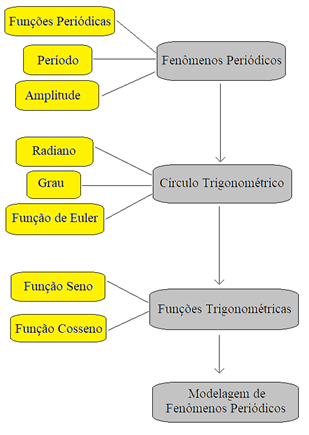 Funções Periódicas
Período
Amplitude
Fenômenos Periódicos
Radiano
Grau
Função de Euler
Círculo Trigonométrico
Função Seno
Função Cosseno
Funções Trigonométricas
Modelagem de
Fenômenos Periódicos